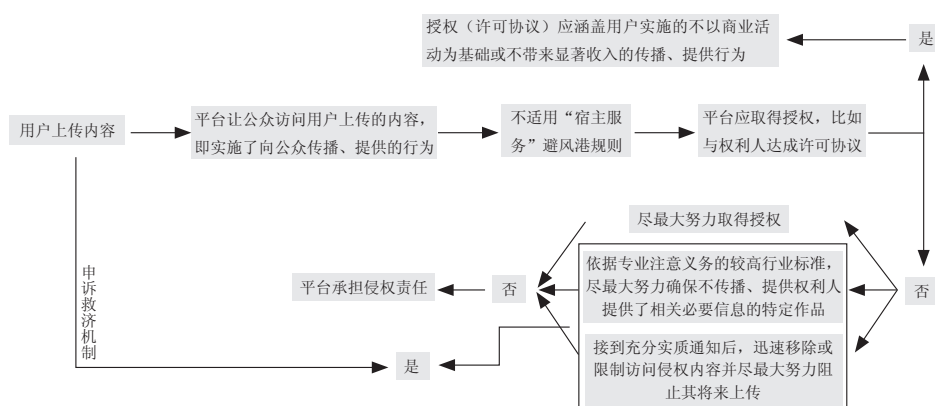 授权（许可协议）应涵盖用户实施的不以商业活
动为基础或不带来显著收入的传播、提供行为
是
用户上传内容
平台让公众访问用户上传的内容，
即实施了向公众传播、提供的行为
不适用“宿主服
务”避风港规则
平台应取得授权，比如
与权利人达成许可协议
尽最大努力取得授权
申诉救济机制
平台承担侵权责任
否
依据专业注意义务的较高行业标准，
尽最大努力确保不传播、提供权利人
提供了相关必要信息的特定作品
否
是
接到充分实质通知后，迅速移除或
限制访问侵权内容并尽最大努力阻
止其将来上传